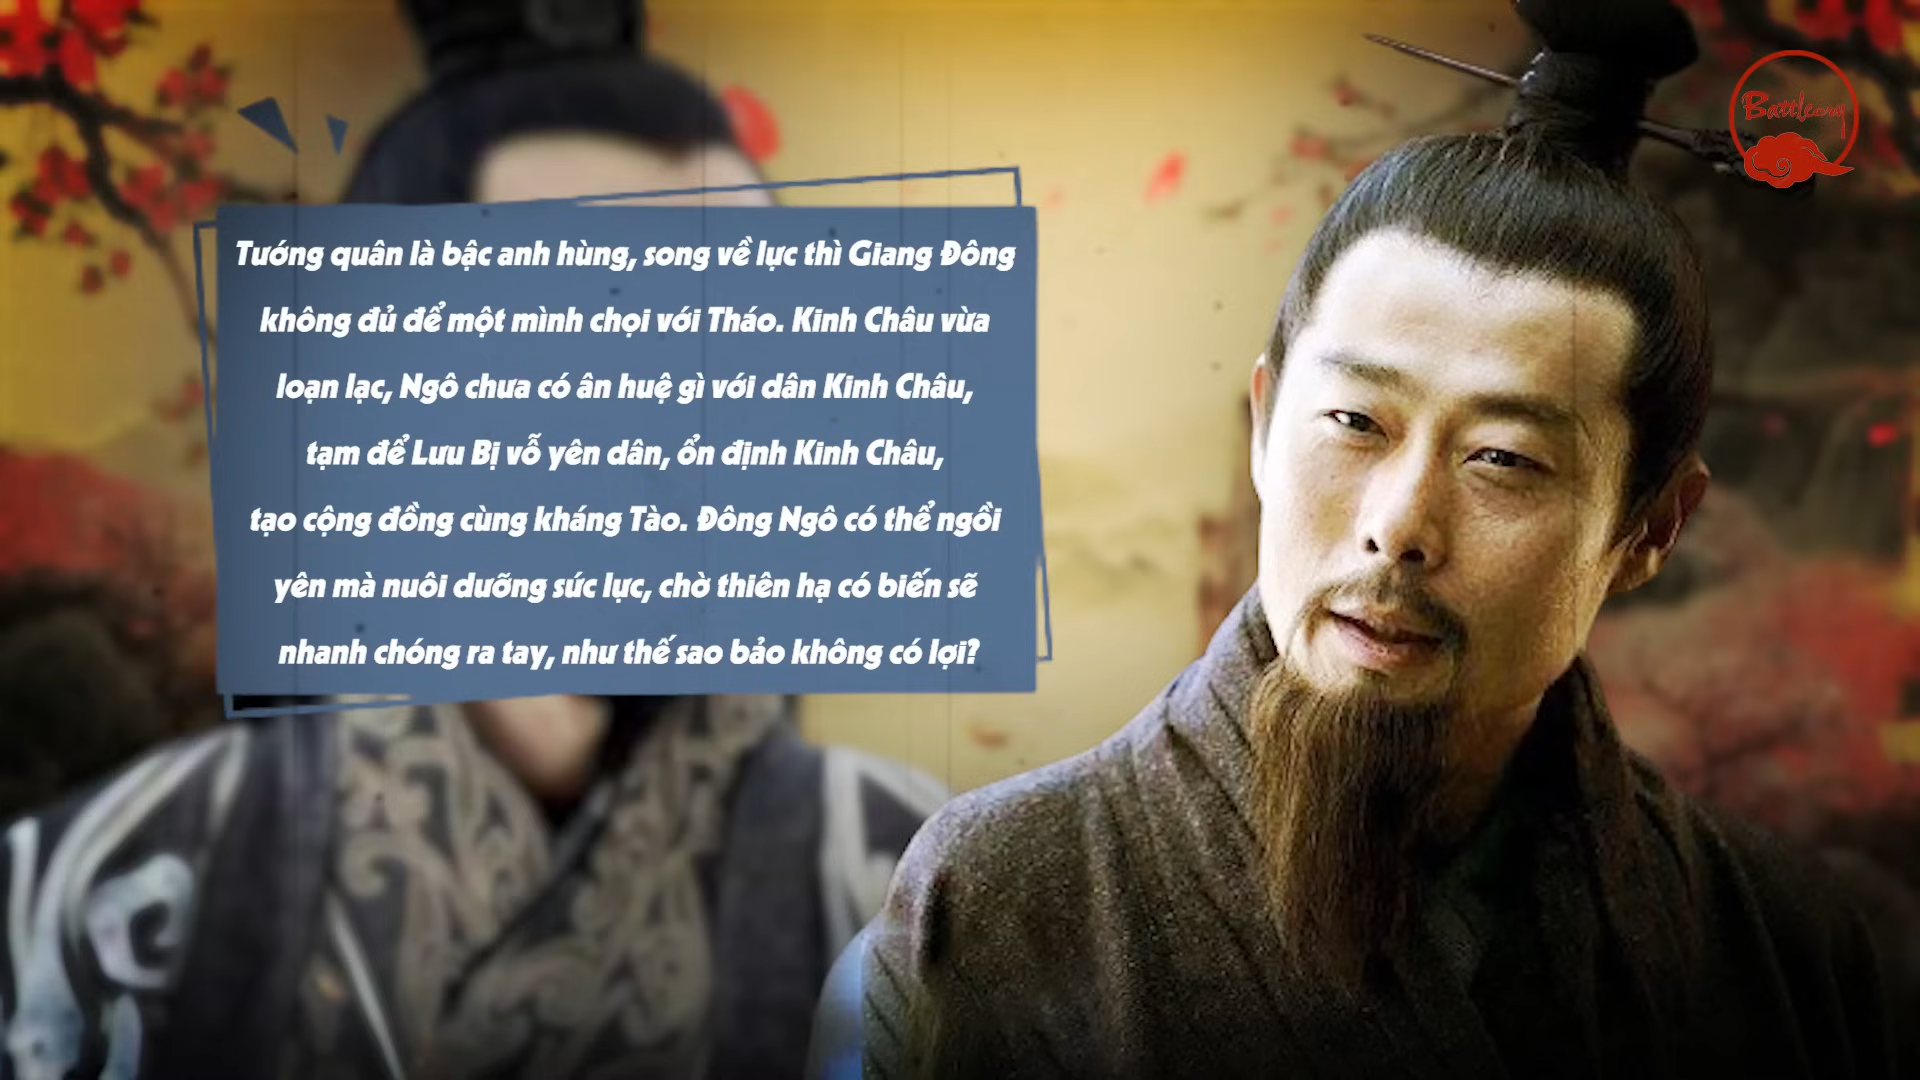 Battlecry
Tướng quân là bậc anh hùng, song về lực thì Giang Đông
không đủ để một mình chọi với Tháo. Kinh Châu vừa
loạn lạc, Ngô chưa có ân huệ gì với dân Kinh Châu,
tạm để Lưu Bị vỗ yên dân, ổn định Kinh Châu,
tạo cộng đồng cùng kháng Tào. Đông Ngô có thể ngồi
yên mà nuôi dưỡng sức lực, chờ thiên hạ có biến sẽ
nhanh chóng ra tay, như thế sao bảo không có lợi?